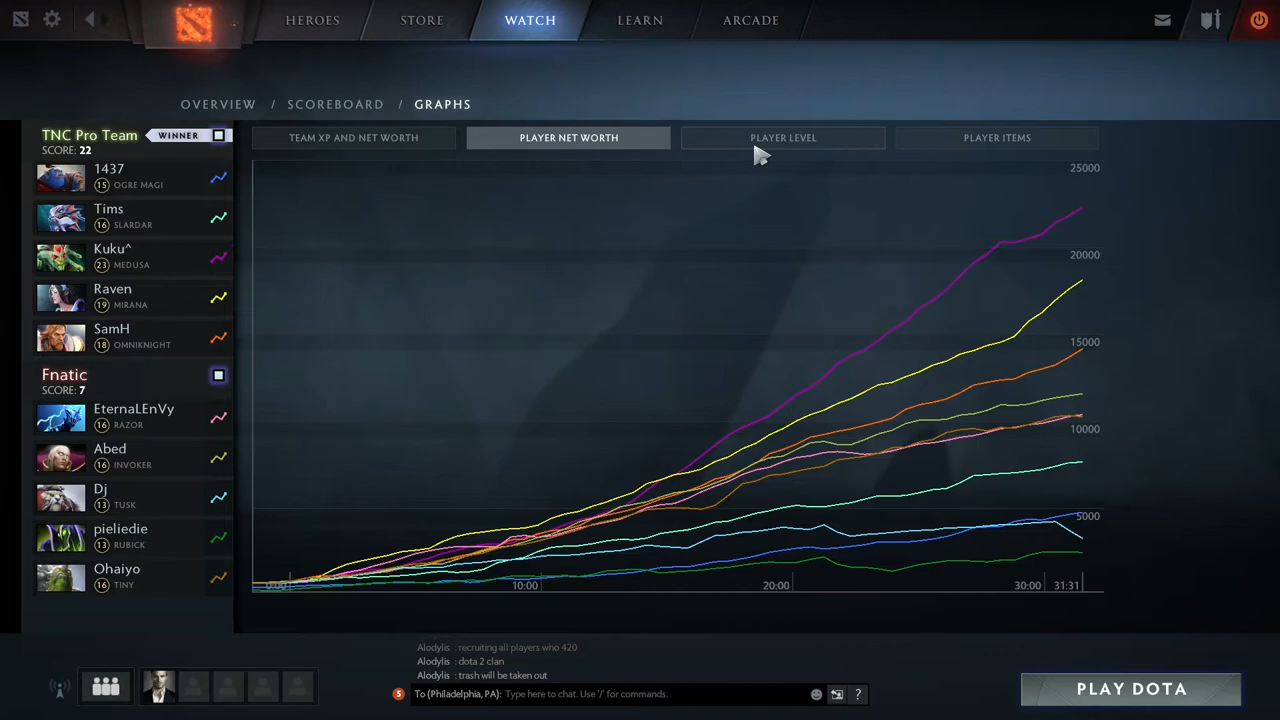 HEROES STORE WATCH LEARN ARCADE
OVERVIEW / SCOREBOARD / GRAPHS
TNC Pro Team WINNER
SCORE: 22
1437
15 OGRE MAGI
Tims
16 SLARDAR
Kuku^
23 MEDUSA
Raven
19 MIRANA
SamH
18 OMNIKNIGHT
Fnatic
SCORE: 7
EternaLEnVy
16 RAZOR
Abed
16 INVOKER
Dj
13 TUSK
pieliedie
13 RUBICK
Ohaiyo
16 TINY
TEAM XP AND NET WORTH PLAYER NET WORTH PLAYER LEVEL PLAYER ITEMS
25000
20000
15000
10000
5000
0:00 10:00 20:00 30:00 31:31
Alodylis : recruiting all players who 420
Alodylis : dota 2 clan
Alodylis : trash will be taken out
5 To (Philadelphia, PA): Type here to chat. Use '/' for commands. ?
PLAY DOTA